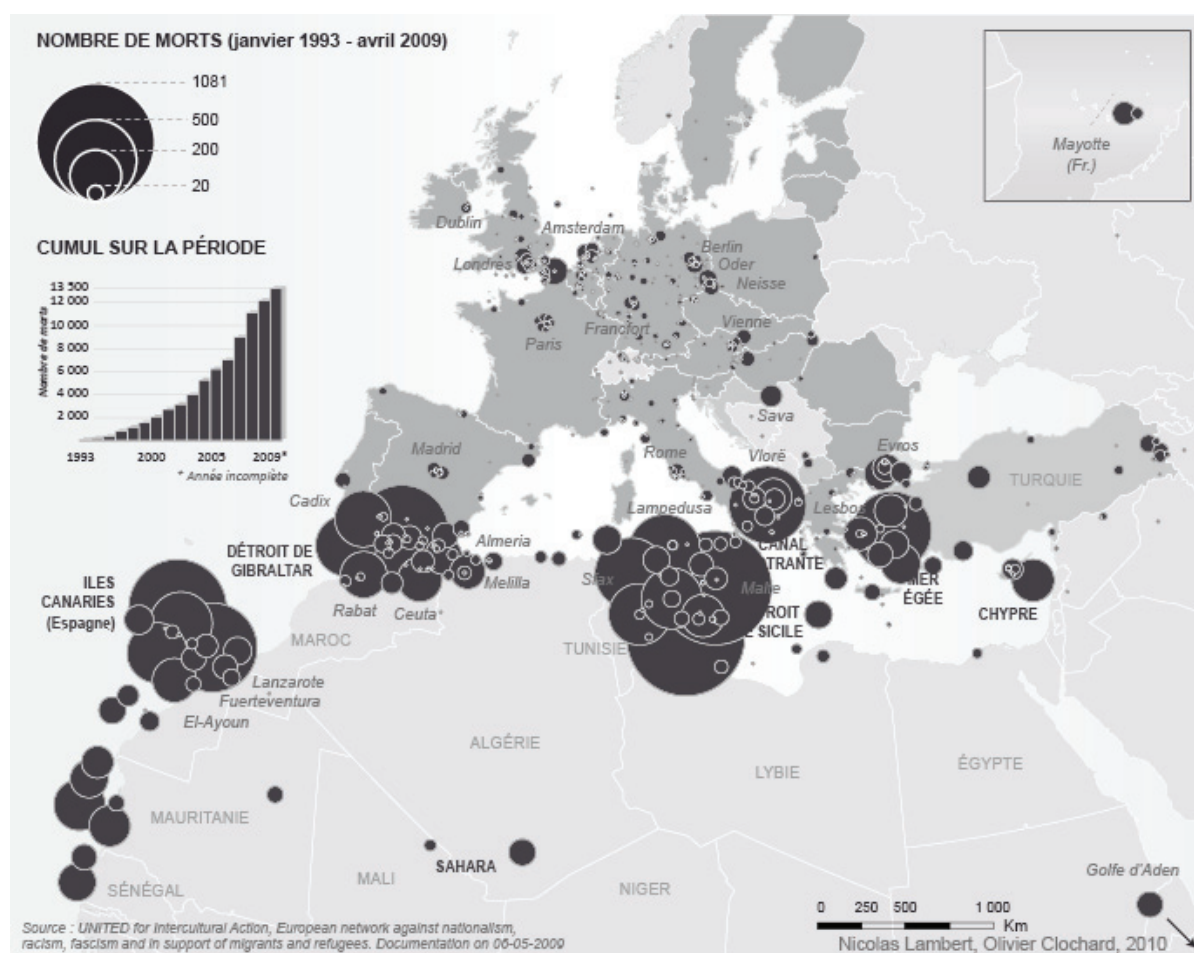 NOMBRE DE MORTS (janvier 1993 - avril 2009)
1081
500
200
20
CUMUL SUR LA PÉRIODE
Nombre de morts
13 500
12 000
10 000
8 000
6 000
4 000
2 000
1993
2000
2005
2009*
* Année incomplète
Mayotte
(Fr.)
Dublin
Amsterdam
Londres
Berlin
Oder
Neisse
Paris
Francfort
Vienne
Sava
Madrid
Rome
Vlorë
Evros
TURQUIE
Cadix
Lampedusa
Lesbos
DÉTROIT DE
GIBRALTAR
Almeria
CANAL
TRANTE
Melilla
Sfax
Malte
MER
ÉGÉE
ILES
CANARIES
(Espagne)
Rabat
Ceuta
CHYPRE
ROIT
E SICILE
MAROC
TUNISIE
Lanzarote
Fuerteventura
El-Ayoun
ALGÉRIE
LYBIE
ÉGYPTE
MAURITANIE
SAHARA
MALI
NIGER
SÉNÉGAL
Golfe d'Aden
0 250 500 1 000
Km
Source : UNITED for Intercultural Action, European network against nationalism,
racism, fascism and in support of migrants and refugees. Documentation on 06-05-2009
Nicolas Lambert, Olivier Clochard, 2010